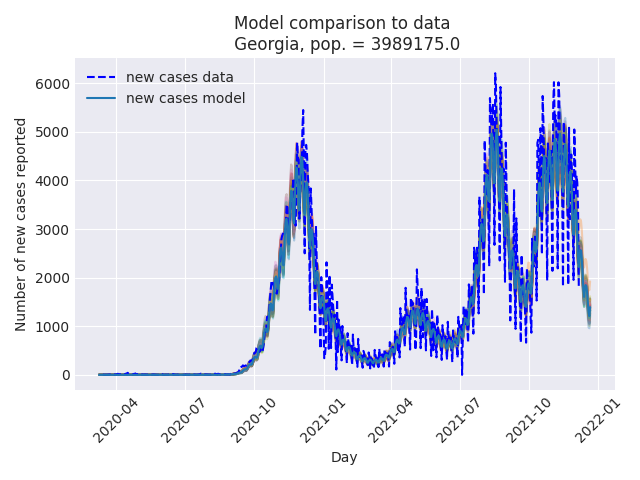 Model comparison to data
Georgia, pop. = 3989175.0
new cases data
new cases model
Number of new cases reported
6000
5000
4000
3000
2000
1000
0
2020-04
2020-07
2020-10
2021-01
2021-04
2021-07
2021-10
2022-01
Day